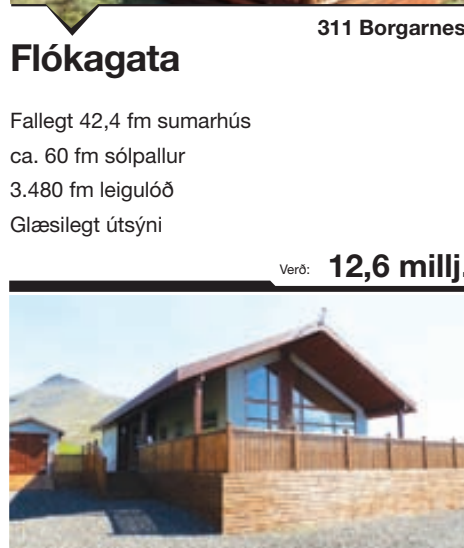 311 Borgarnes
Flókagata
Fallegt 42,4 fm sumarhús
ca. 60 fm sólpallur
3.480 fm leigulóð
Glæsilegt útsýni
Verð: 12,6 millj.